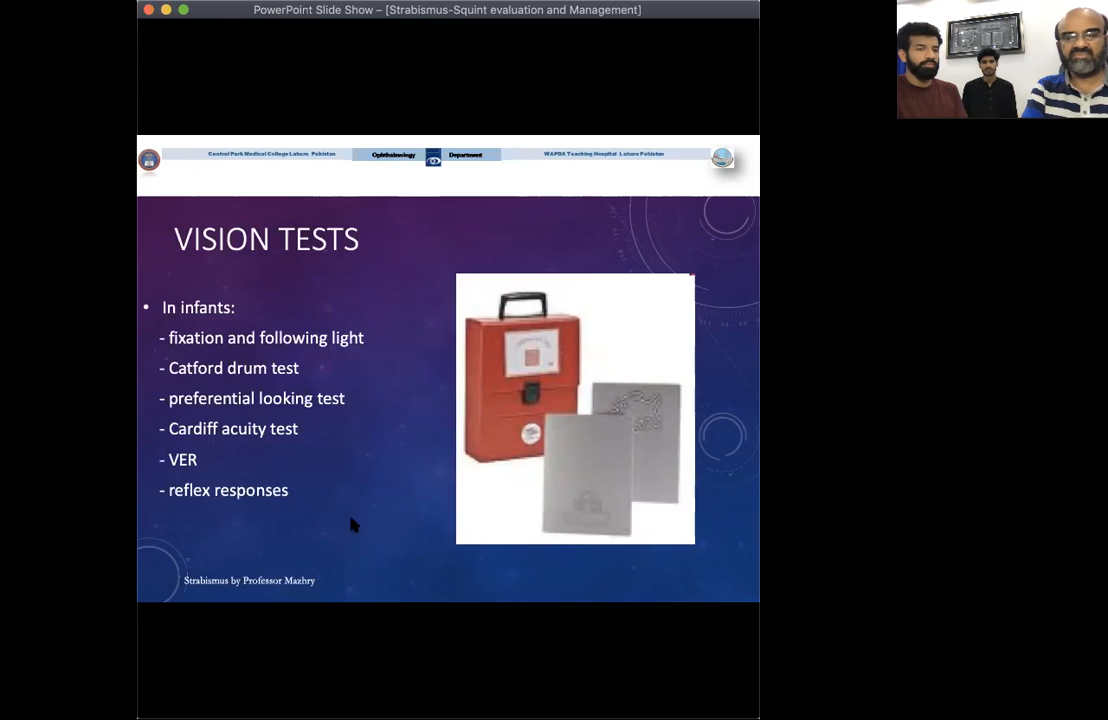 PowerPoint Slide Show – [Strabismus-Squint evaluation and Management]
Central Park Medical College Lahore Pakistan
Ophthalmology Department
WAPDA Teaching Hospital Lahore Pakistan
VISION TESTS
• In infants:
- fixation and following light
- Catford drum test
- preferential looking test
- Cardiff acuity test
- VER
- reflex responses
Strabismus by Professor Mazhry